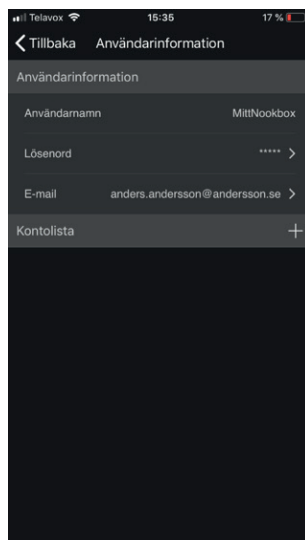 Telavox 15:35 17 %
Tillbaka Användarinformation
Användarinformation
Användarnamn MittNookbox
Lösenord *****
E-mail anders.andersson@andersson.se
Kontolista +